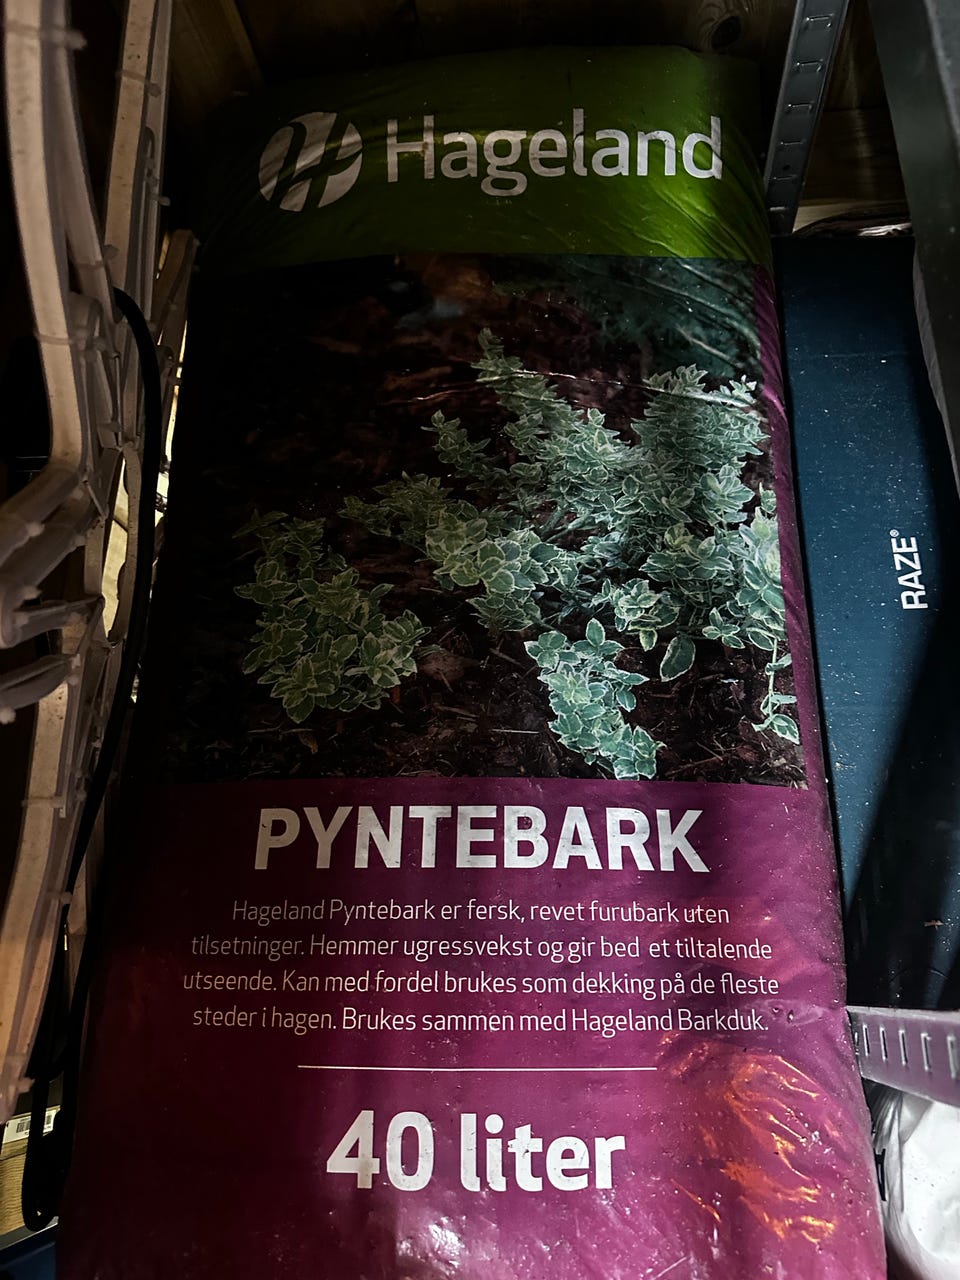 Hageland
RAZE®
PYNTEBARK
Hageland Pyntebark er fersk, revet furubark uten
tilsetninger. Hemmer ugressvekst og gir bed et tiltalende
utseende. Kan med fordel brukes som dekking på de fleste
steder i hagen. Brukes sammen med Hageland Barkduk.
40 liter